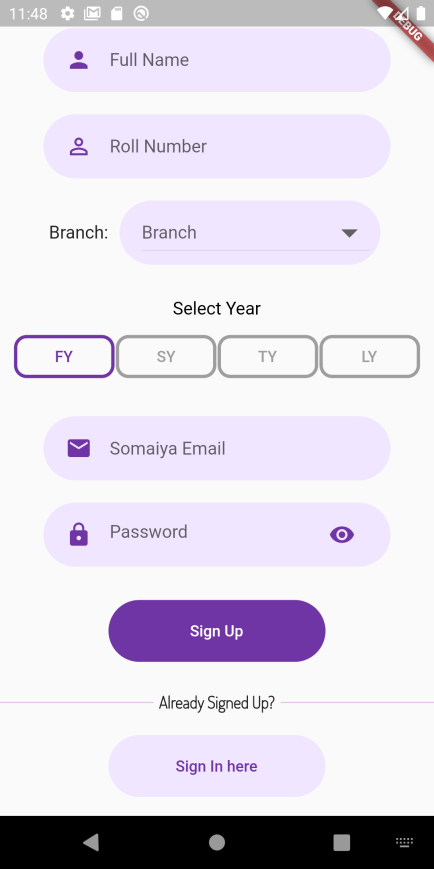 11:48
DEBUG
Full Name
Roll Number
Branch: Branch
Select Year
FY SY TY LY
Somaiya Email
Password
Sign Up
Already Signed Up?
Sign In here